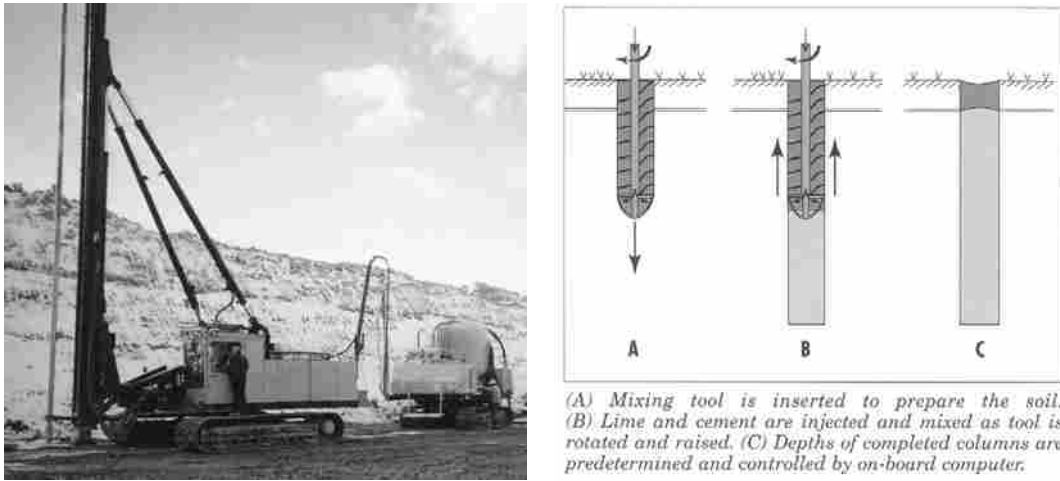 A
B
C
(A) Mixing tool is inserted to prepare the soil.
(B) Lime and cement are injected and mixed as tool is
rotated and raised. (C) Depths of completed columns are
predetermined and controlled by on-board computer.